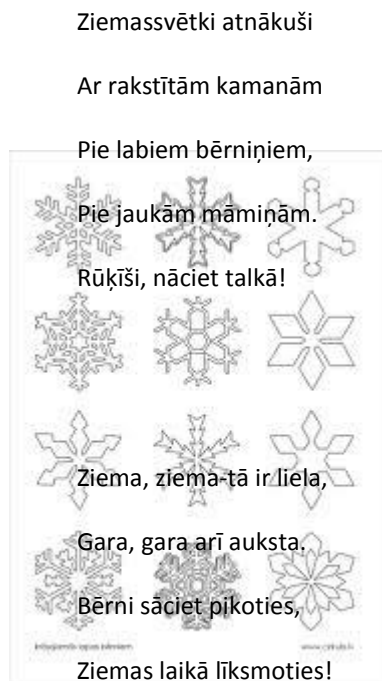 Ziemassvētki atnākuši
Ar rakstītām kamanām
Pie labiem bērniņiem,
Pie jaukām māmiņām.
Rūķīši, nāciet talkā!
Ziema, ziema-tā ir liela,
Gara, gara arī auksta.
Bērni sāciet pikoties,
Ziemas laikā līksmoties!